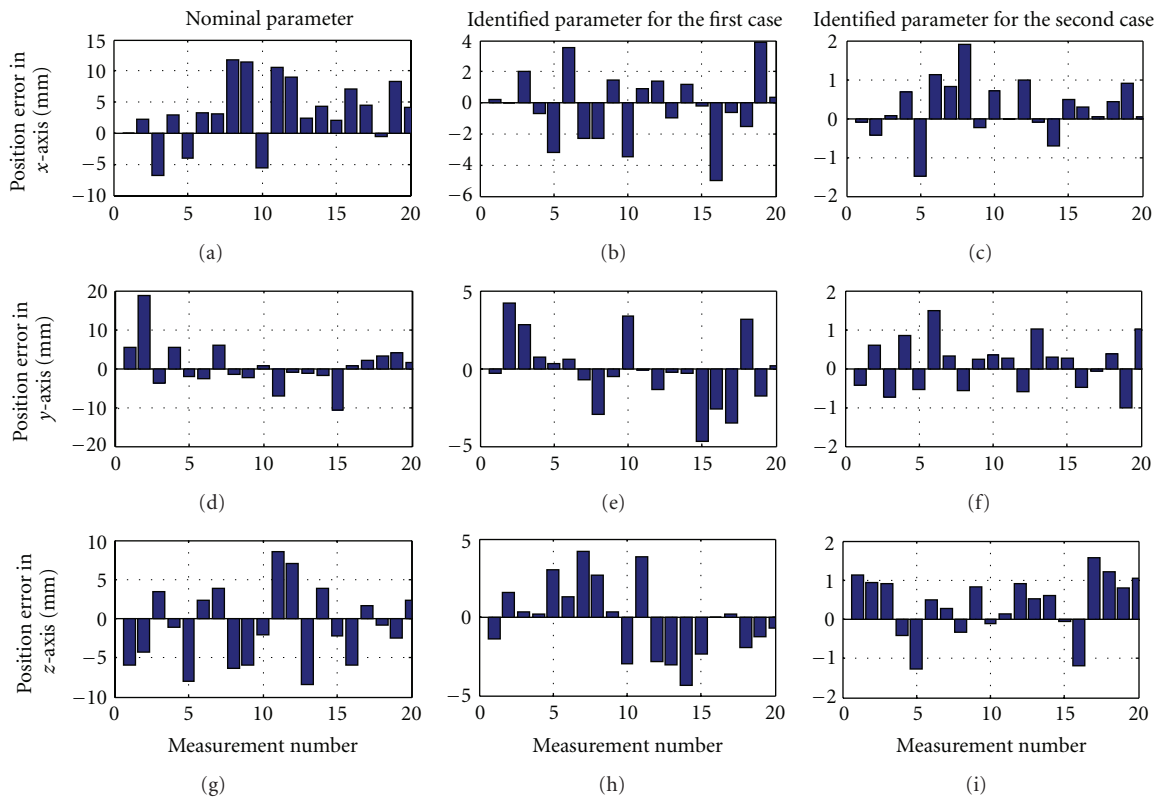 Nominal parameter
Identified parameter for the first case
Identified parameter for the second case
Position error in
x-axis (mm)
15
10
5
0
−5
−10
0 5 10 15 20
(a)
4
2
0
−2
−4
6
0 5 10 15 20
(b)
2
1
0
−1
−2
0 5 10 15 20
(c)
Position error in
y-axis (mm)
20
10
0
−10
−20
0 5 10 15 20
(d)
5
0
−5
0 5 10 15 20
(e)
2
1
0
−1
−2
0 5 10 15 20
(f)
Position error in
z-axis (mm)
10
5
0
−5
−10
0 5 10 15 20
Measurement number
(g)
5
0
−5
0 5 10 15 20
Measurement number
(h)
2
1
0
−1
−2
0 5 10 15 20
Measurement number
(i)